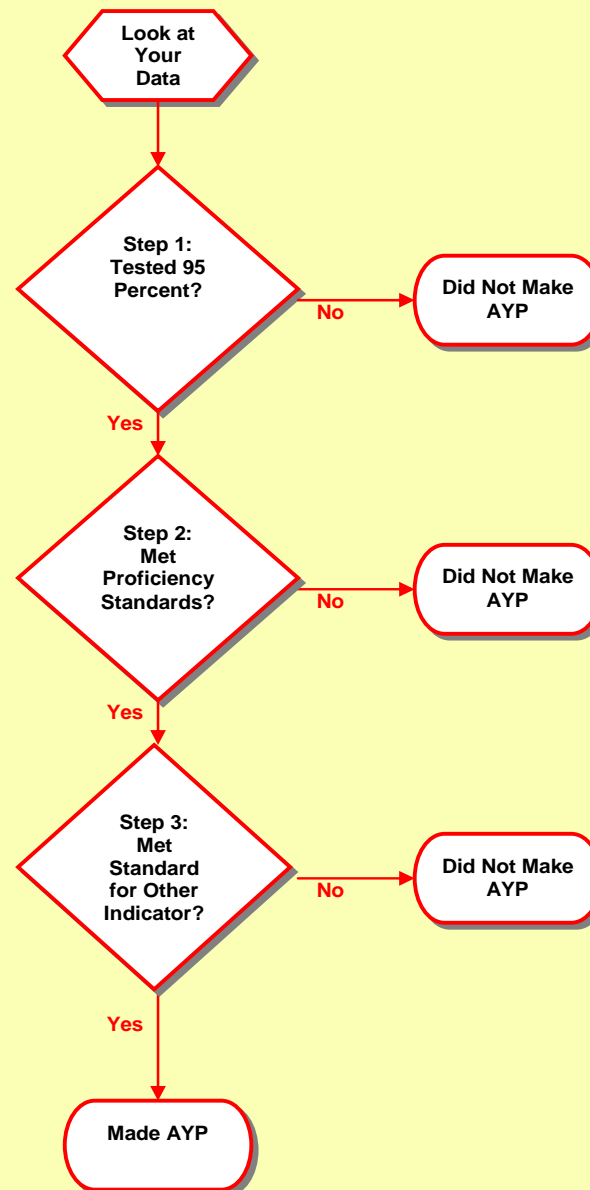 Look at
Your
Data
Step 1:
Tested 95
Percent?
No
Did Not Make
AYP
Yes
Step 2:
Met
Proficiency
Standards?
No
Did Not Make
AYP
Yes
Step 3:
Met
Standard
for Other
Indicator?
No
Did Not Make
AYP
Yes
Made AYP